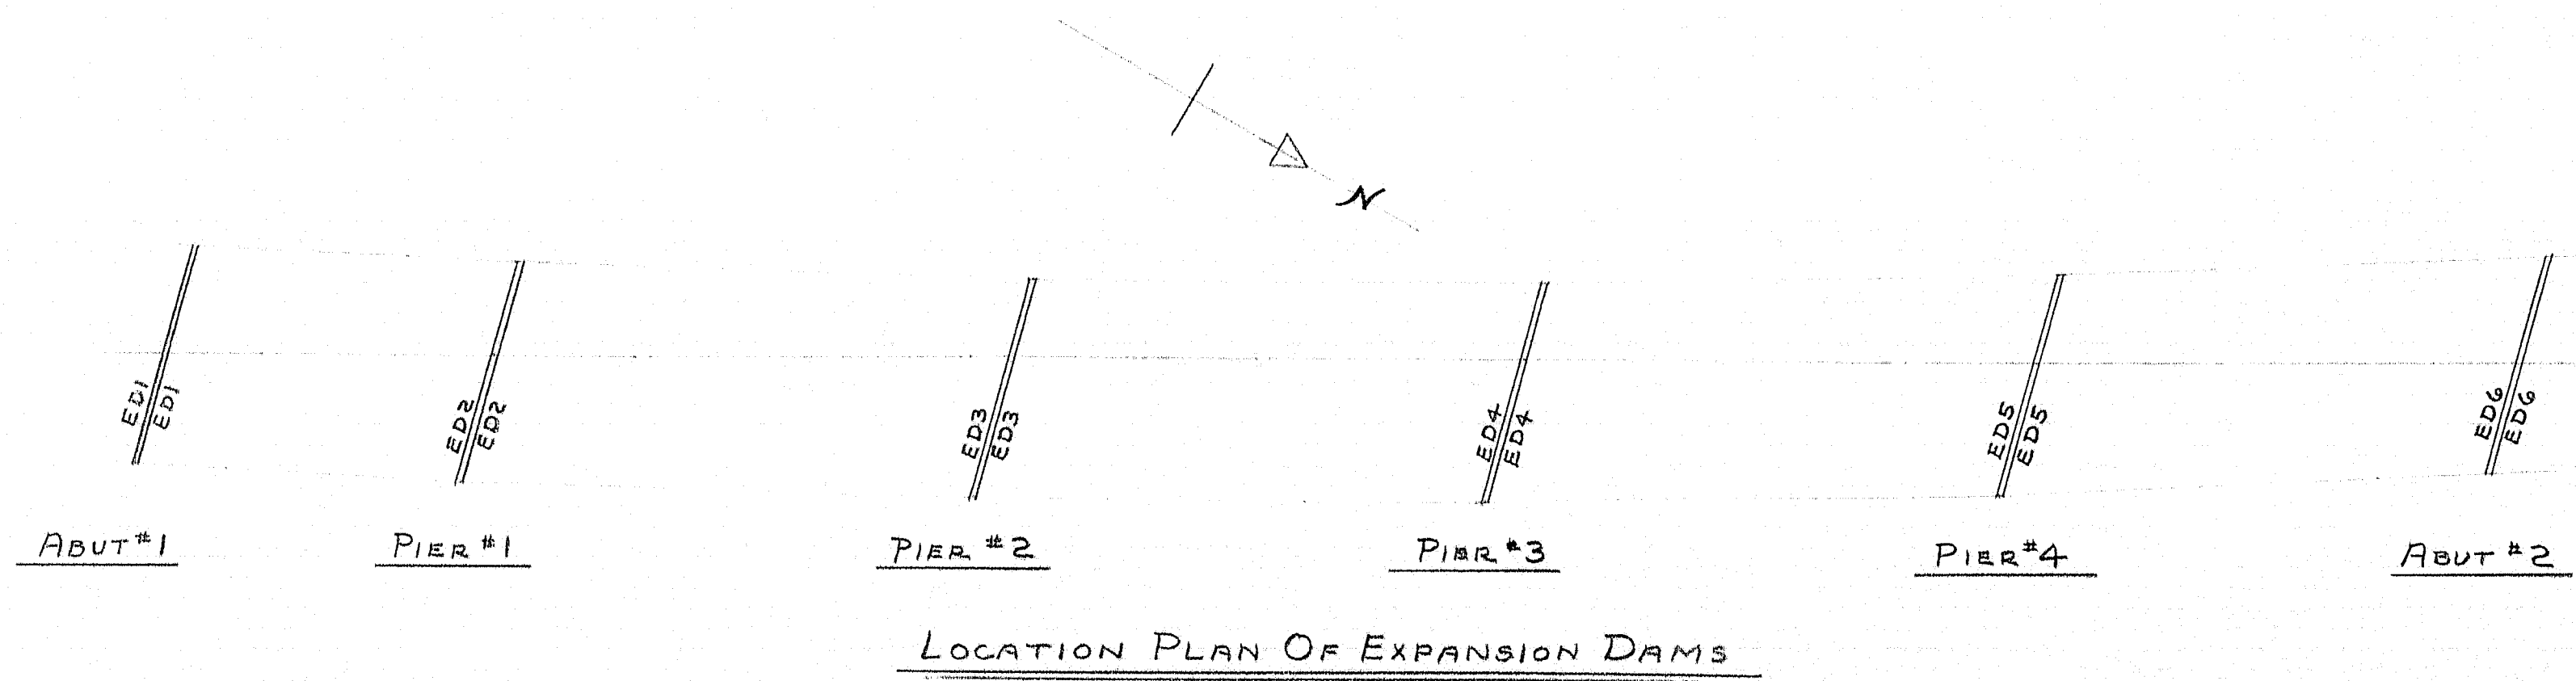 N
ED1
ED1
ED2
ED2
ED3
ED3
ED4
ED4
ED5
ED5
ED6
ED6
ABUT #1
PIER #1
PIER #2
PIER #3
PIER #4
ABUT #2
LOCATION PLAN OF EXPANSION DAMS